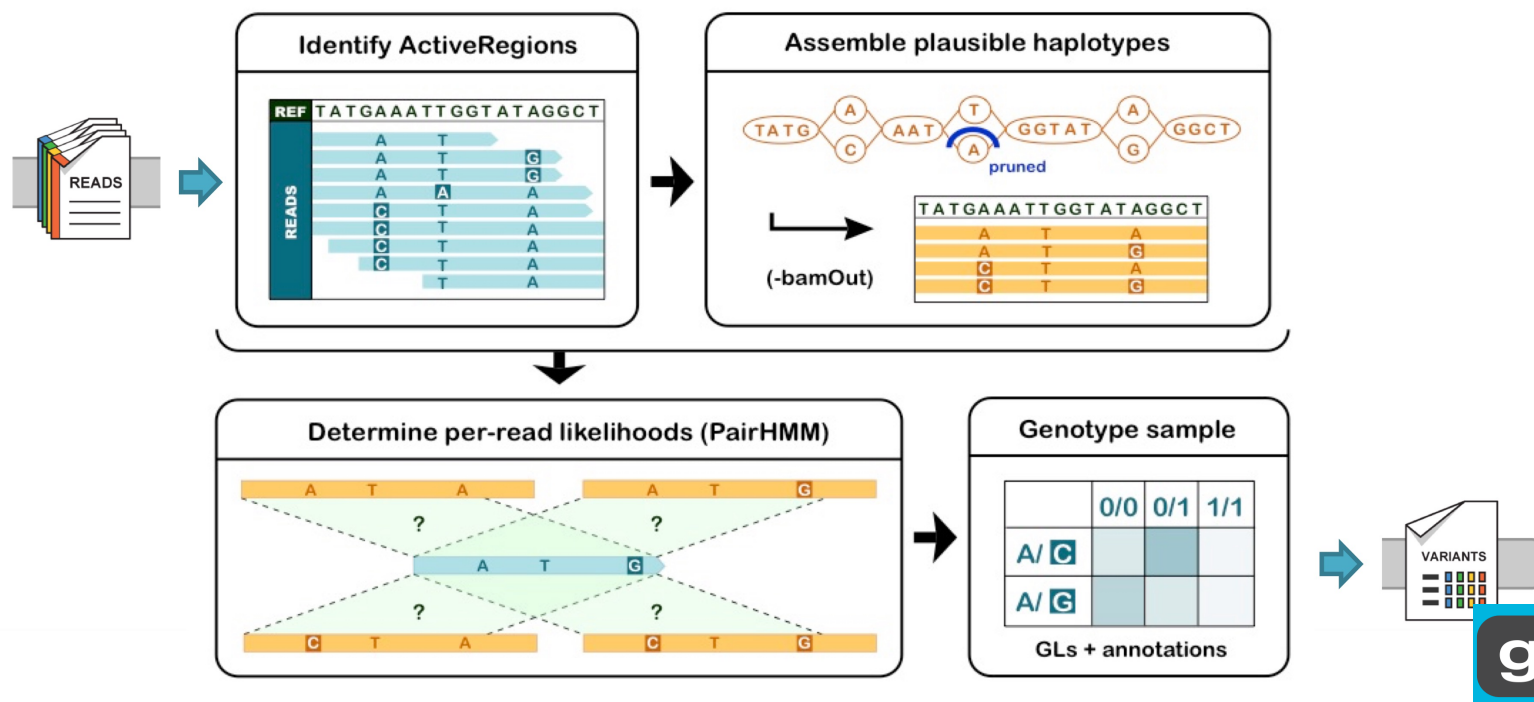 Identify ActiveRegions
REF TATGAAATTGGTATAGGCT
READS
A T
A T G
A T G
A A A
C T A
C T A
C T A
C T A
T A
READS
Assemble plausible haplotypes
A T A
TATG AAT GGTAT GGCT
C A G
pruned
(-bamOut)
TATGAAATTGGTATAGGCT
A T A
A T G
C T A
C T G
Determine per-read likelihoods (PairHMM)
A T A A T G
? ?
A T G
? ?
C T A C T G
Genotype sample
0/0 0/1 1/1
A/ C
A/ G
GLs + annotations
VARIANTS
g